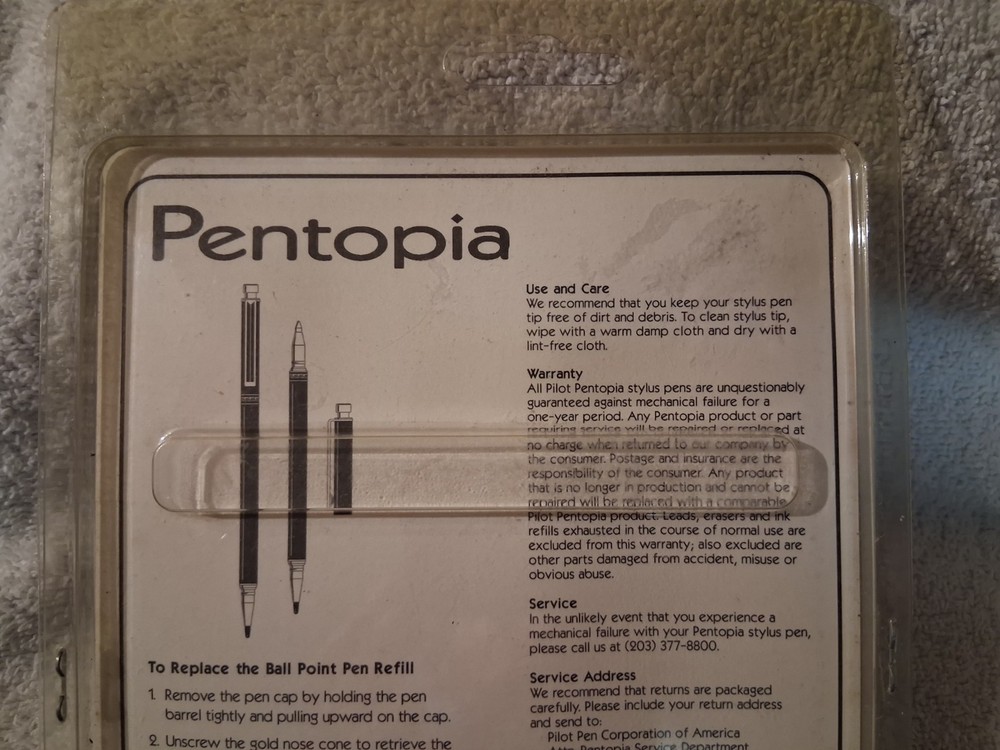 Pentopia
To Replace the Ball Point Pen Refill
1. Remove the pen cap by holding the pen
barrel tightly and pulling upward on the cap.
2. Unscrew the gold nose cone to retrieve the
Use and Care
We recommend that you keep your stylus pen
tip free of dirt and debris. To clean stylus tip,
wipe with a warm damp cloth and dry with a
lint-free cloth.
Warranty
All Pilot Pentopia stylus pens are unquestionably
guaranteed against mechanical failure for a
one-year period. Any Pentopia product or part
requiring service will be repaired or replaced at
no charge when returned to our company by
the consumer. Postage and insurance are the
responsibility of the consumer. Any product
that is no longer in production and cannot be
repaired will be replaced with a comparable
Pilot Pentopia product. Leads, erasers and ink
refills exhausted in the course of normal use are
excluded from this warranty; also excluded are
other parts damaged from accident, misuse or
obvious abuse.
Service
In the unlikely event that you experience a
mechanical failure with your Pentopia stylus pen,
please call us at (203) 377-8800.
Service Address
We recommend that returns are packaged
carefully. Please include your return address
and send to:
Pilot Pen Corporation of America
Attn: Pentopia Service Department